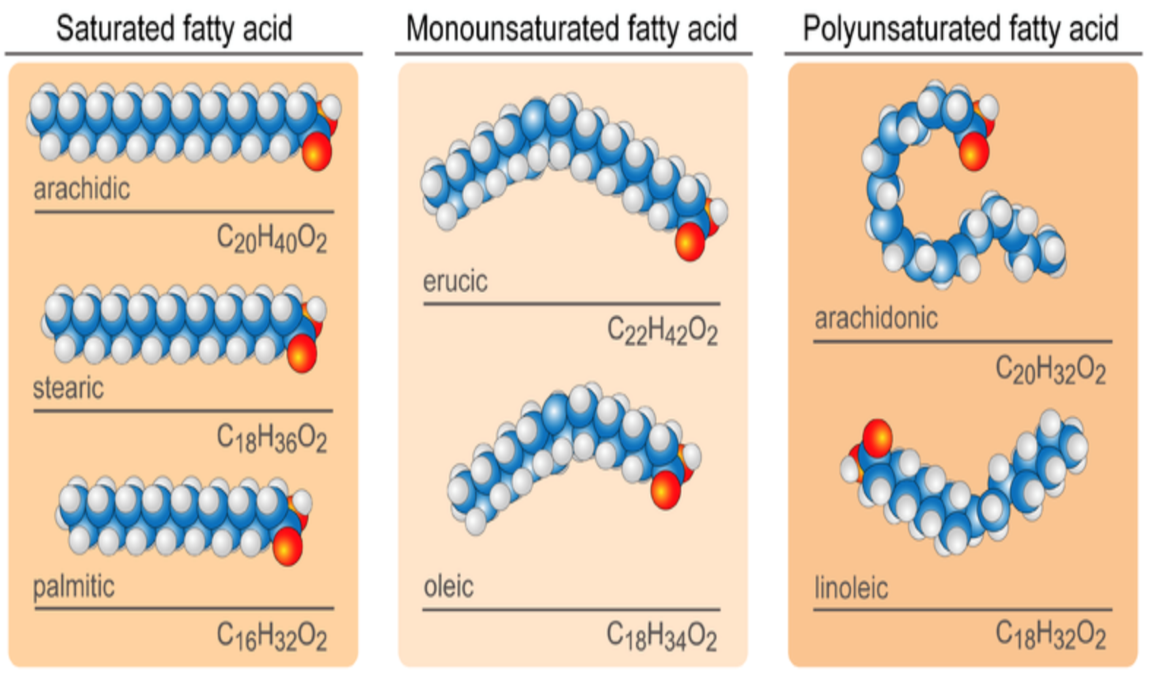 Saturated fatty acid
arachidic
C₂₀H₄₀O₂
stearic
C₁₈H₃₆O₂
palmitic
C₁₆H₃₂O₂
Monounsaturated fatty acid
erucic
C₂₂H₄₂O₂
oleic
C₁₈H₃₄O₂
Polyunsaturated fatty acid
arachidonic
C₂₀H₃₂O₂
linoleic
C₁₈H₃₂O₂